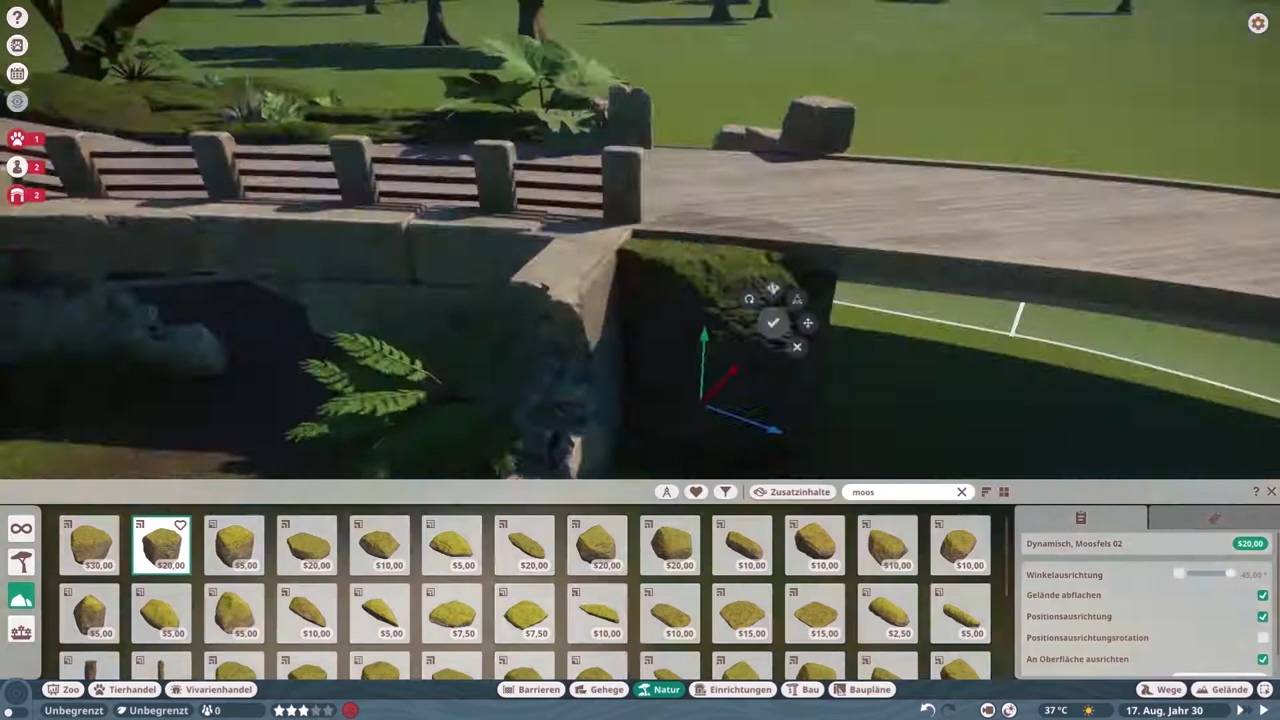 ?
1
2
2
Zusatzinhalte moos ? X
$30,00 $20,00 $5,00 $20,00 $10,00 $5,00 $20,00 $20,00 $20,00 $10,00 $10,00 $10,00 $10,00
$5,00 $5,00 $5,00 $10,00 $5,00 $7,50 $7,50 $10,00 $10,00 $15,00 $15,00 $2,50 $5,00
Dynamisch, Moosfels 02 $20,00
Winkelausrichtung 45,00 °
Gelände abflachen
Positionsausrichtung
Positionsausrichtungsrotation
An Oberfläche ausrichten
Zoo Tierhandel Vivarienhandel Barrieren Gehege Natur Einrichtungen Bau Baupläne Wege Gelände
Unbegrenzt Unbegrenzt 0 37 °C 17. Aug, Jahr 30